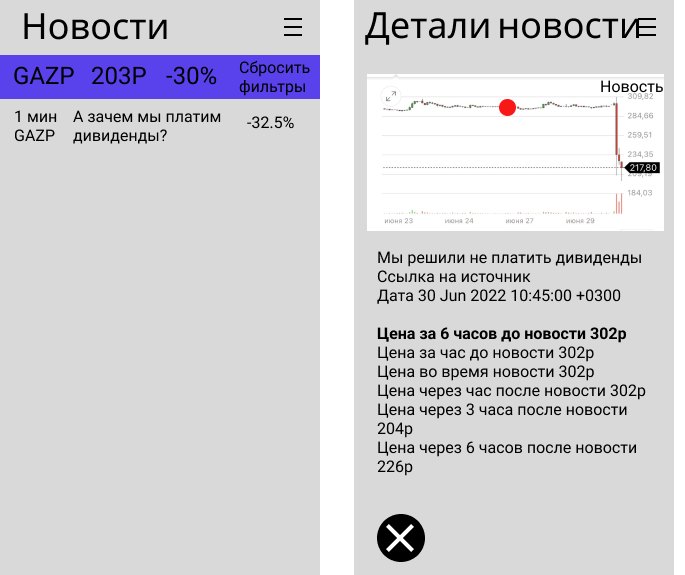 Новости
GAZP 203Р -30% Сбросить
фильтры
1 мин А зачем мы платим
GAZP дивиденды?
-32.5%
Детали новости
Новость
309,82
284,66
259,51
234,35
217,80
184,03
июня 23 июня 24 июня 27 июня 29
Мы решили не платить дивиденды
Ссылка на источник
Дата 30 Jun 2022 10:45:00 +0300
Цена за 6 часов до новости 302р
Цена за час до новости 302р
Цена во время новости 302р
Цена через час после новости 302р
Цена через 3 часа после новости
204р
Цена через 6 часов после новости
226р